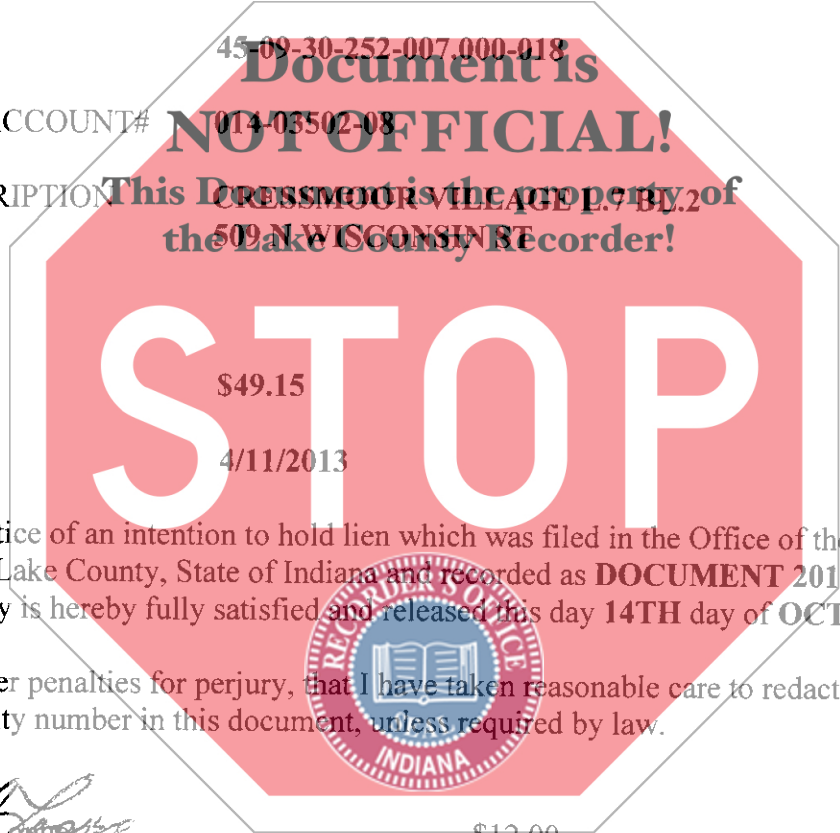 45-09-30-252-007.000-018
Document is
CCOUNT# 014-03502-08
NOT OFFICIAL!
RIPTION CRESSMOOR VILLAGE L.7 BL.2
This Document is the property of
509 N WISCONSIN ST
the Lake County Recorder!
STOP
$49.15
4/11/2013
tice of an intention to hold lien which was filed in the Office of the
Lake County, State of Indiana and recorded as DOCUMENT 201
y is hereby fully satisfied and released this day 14TH day of OCT
RECORDER'S OFFICE
er penalties for perjury, that I have taken reasonable care to redact
ty number in this document, unless required by law.
SEAL
INDIANA
$12.00